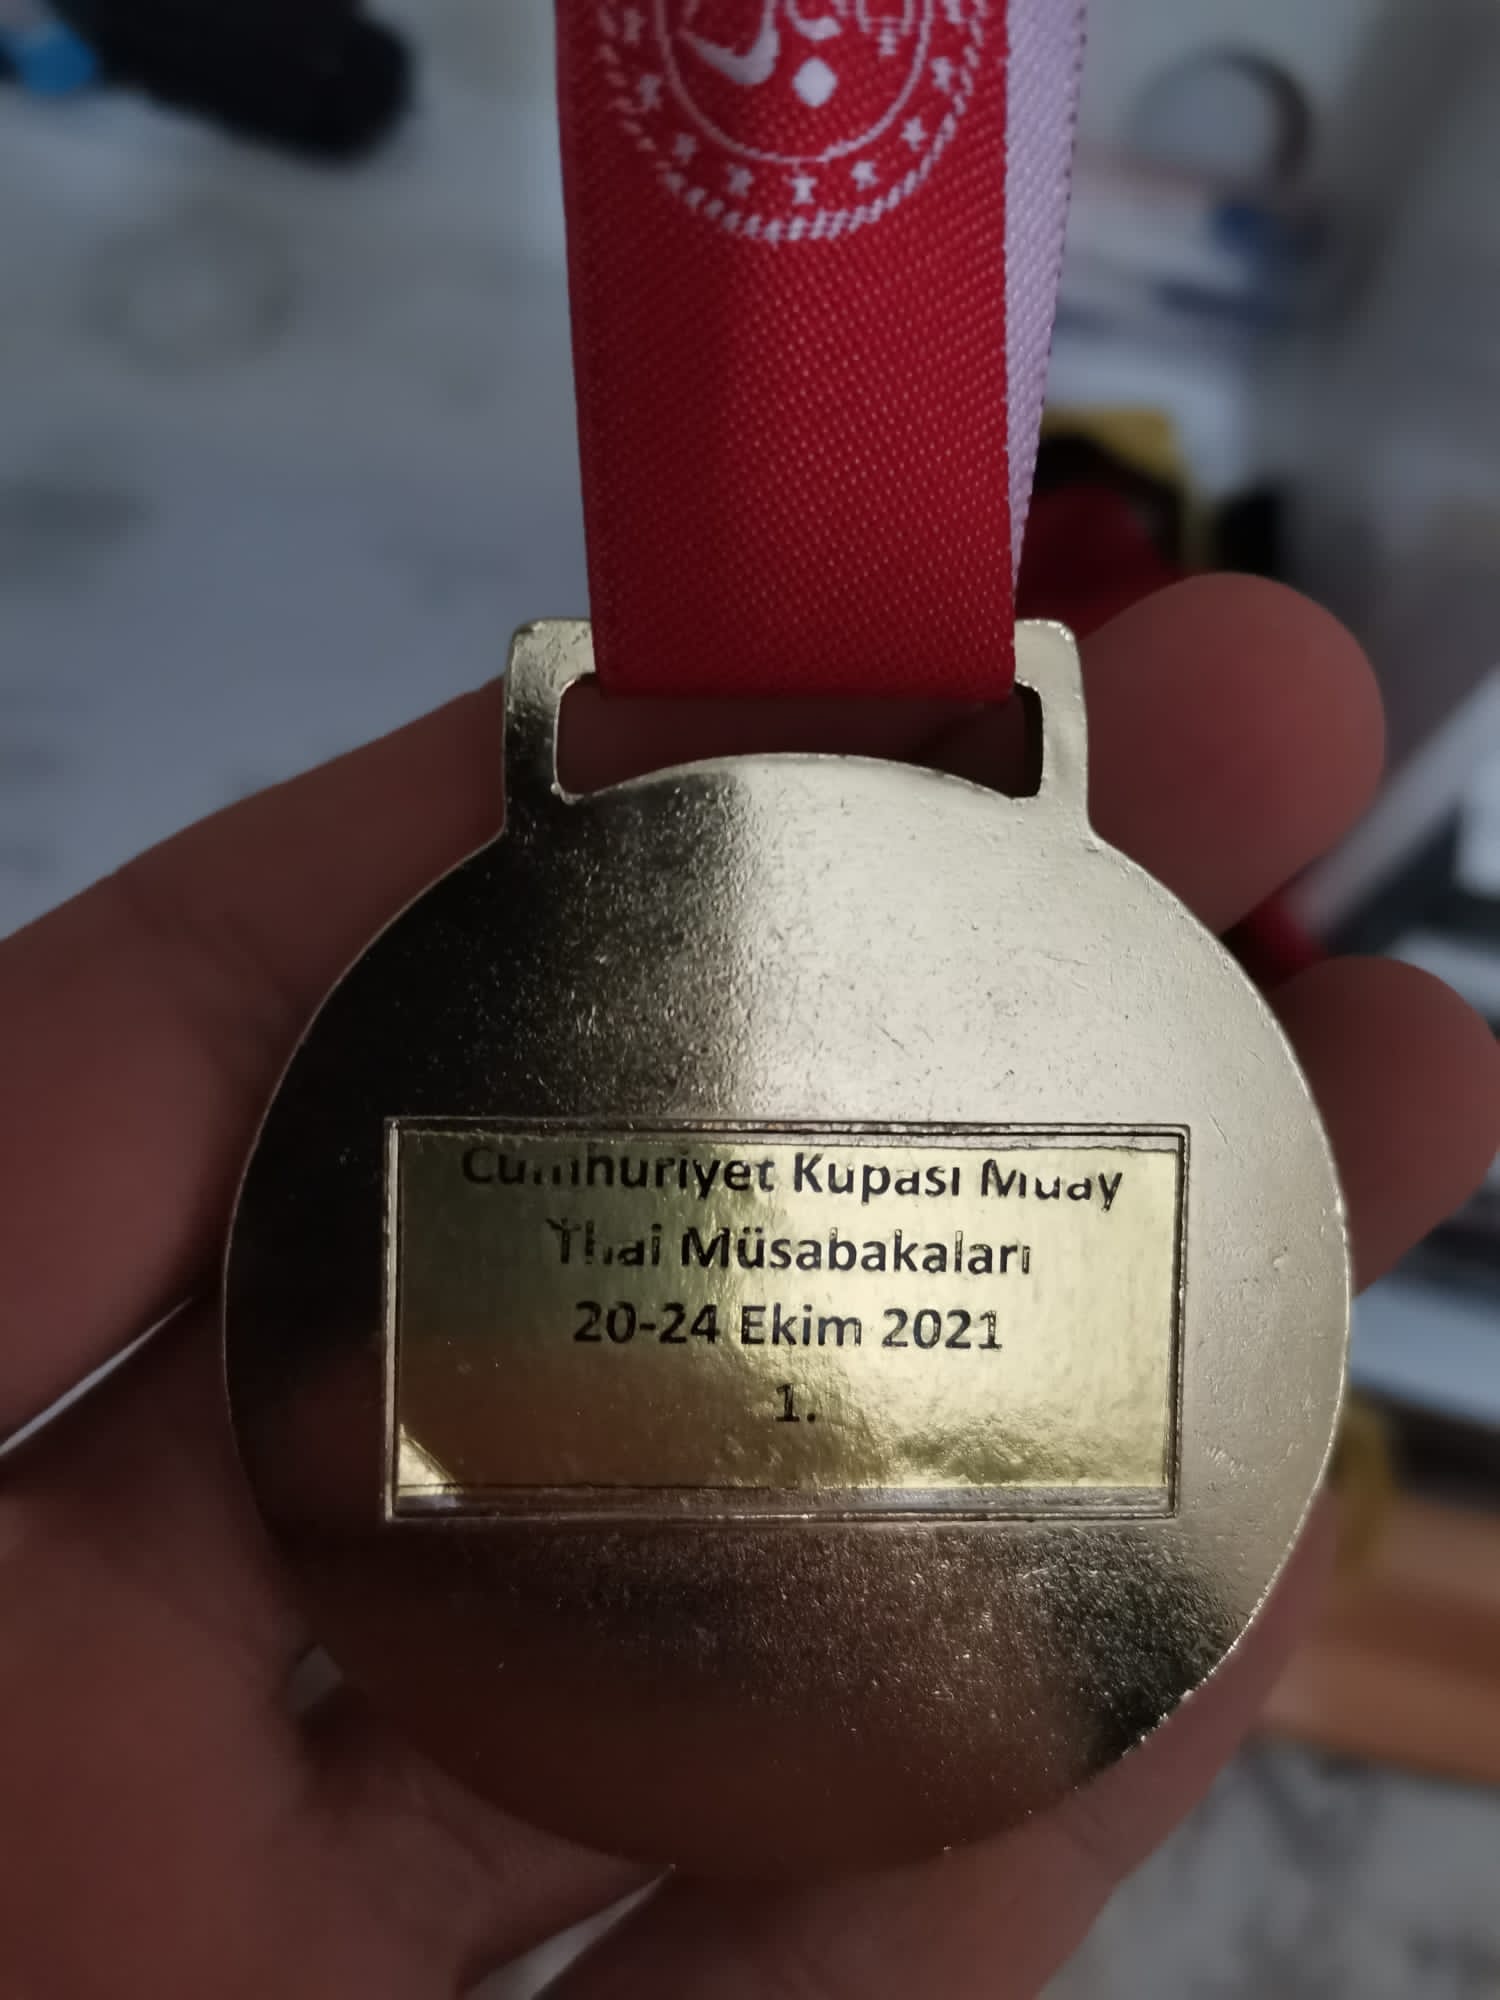 Cumhuriyet Kupası Muay
Thai Müsabakaları
20-24 Ekim 2021
1.